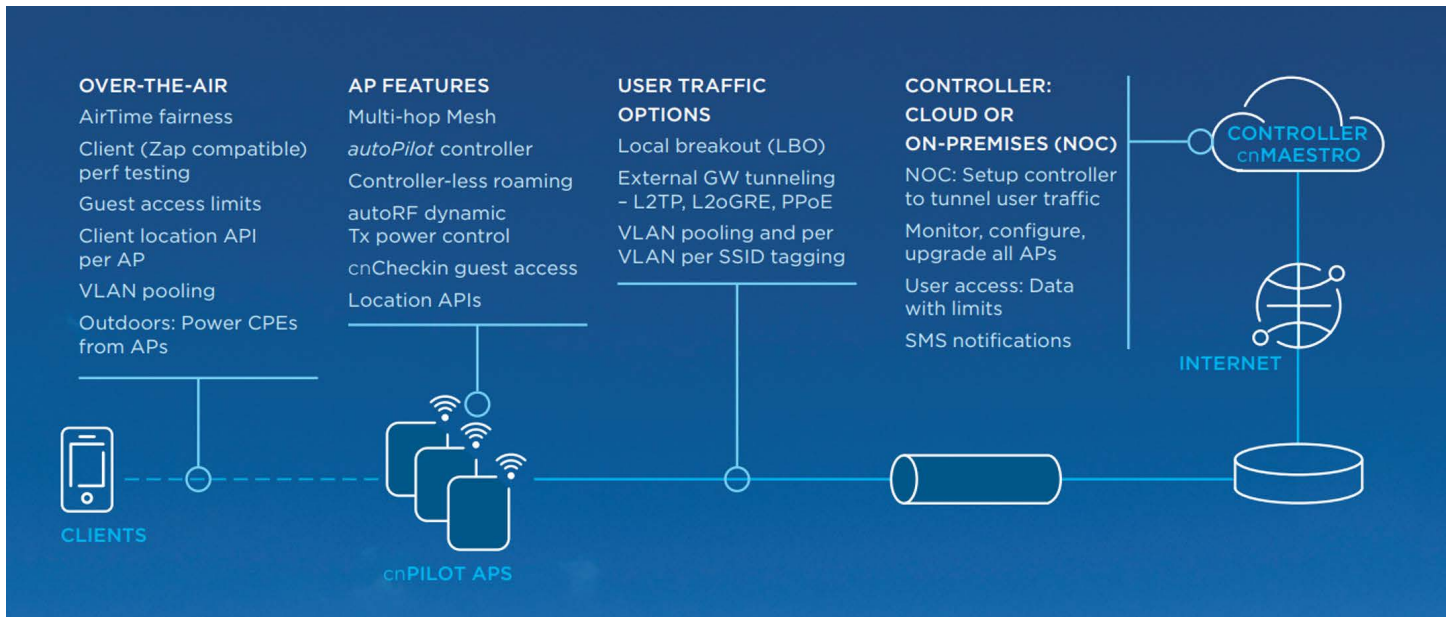 OVER-THE-AIR
AirTime fairness
Client (Zap compatible)
perf testing
Guest access limits
Client location API
per AP
VLAN pooling
Outdoors: Power CPEs
from APs
AP FEATURES
Multi-hop Mesh
autoPilot controller
Controller-less roaming
autoRF dynamic
Tx power control
cnCheckin guest access
Location APIs
USER TRAFFIC
OPTIONS
Local breakout (LBO)
External GW tunneling
– L2TP, L2oGRE, PPoE
VLAN pooling and per
VLAN per SSID tagging
CONTROLLER:
CLOUD OR
ON-PREMISES (NOC)
NOC: Setup controller
to tunnel user traffic
Monitor, configure,
upgrade all APs
User access: Data
with limits
SMS notifications
CONTROLLER
cnMAESTRO
INTERNET
CLIENTS
cnPILOT APS